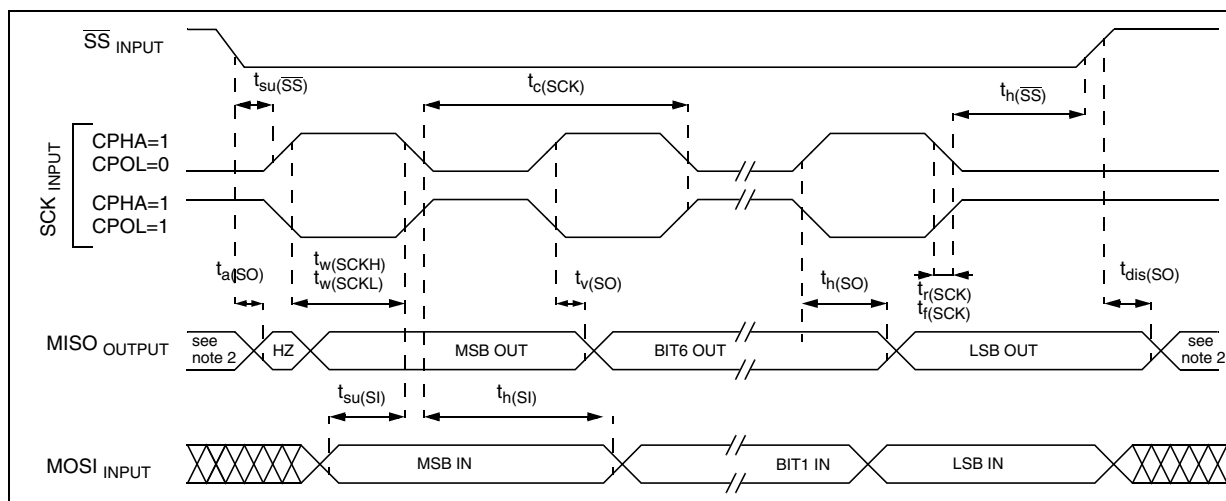 SS INPUT
tsu(SS)
tc(SCK)
th(SS)
SCK INPUT
CPHA=1
CPOL=0
CPHA=1
CPOL=1
ta(SO)
tw(SCKH)
tw(SCKL)
tv(SO)
th(SO)
tr(SCK)
tf(SCK)
tdis(SO)
MISO OUTPUT
see
note 2
HZ
MSB OUT
BIT6 OUT
LSB OUT
see
note 2
tsu(SI)
th(SI)
MOSI INPUT
MSB IN
BIT1 IN
LSB IN